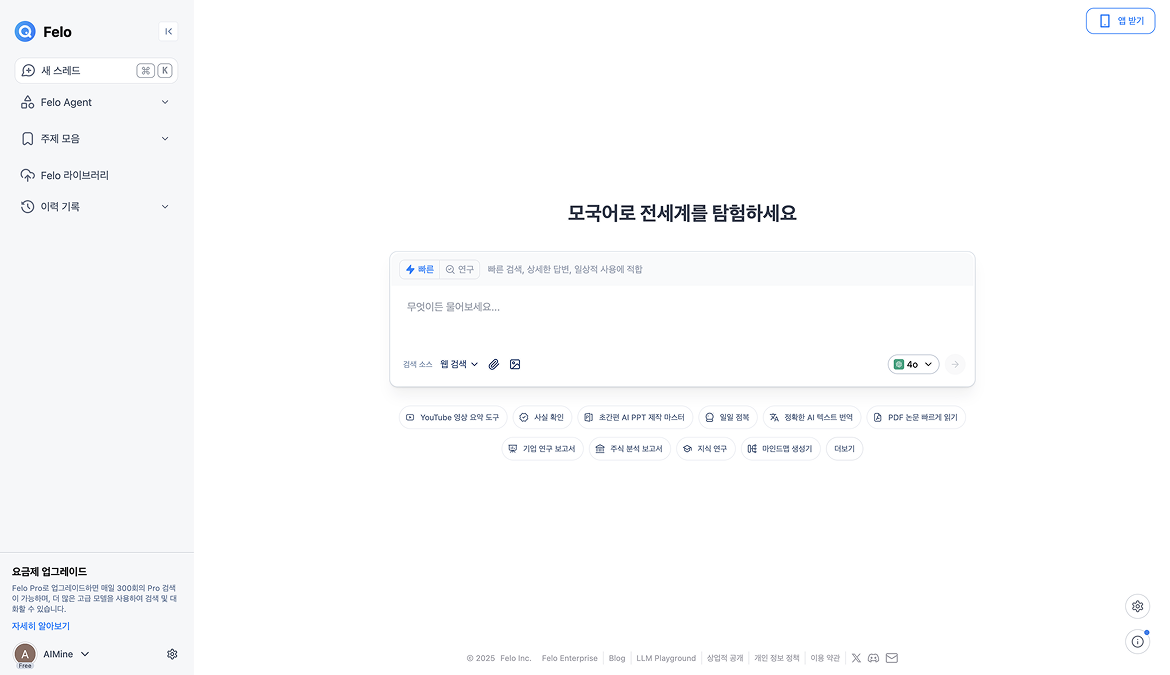 Felo
앱 받기
새 스레드
⌘ K
Felo Agent
주제 모음
Felo 라이브러리
이력 기록
모국어로 전세계를 탐험하세요
빠른 연구 빠른 검색, 상세한 답변, 일상적 사용에 적합
무엇이든 물어보세요...
검색 소스 웹 검색 4o
YouTube 영상 요약 도구 사실 확인 초간편 AI PPT 제작 마스터 일일 점복 정확한 AI 텍스트 번역 PDF 논문 빠르게 읽기
기업 연구 보고서 주식 분석 보고서 지식 연구 마인드맵 생성기 더보기
요금제 업그레이드
Felo Pro로 업그레이드하면 매일 300회의 Pro 검색
이 가능하며, 더 많은 고급 모델을 사용하여 검색 및 대
화할 수 있습니다.
자세히 알아보기
A
Free
AIMine
© 2025 Felo Inc. Felo Enterprise Blog LLM Playground 상업적 공개 개인 정보 정책 이용 약관